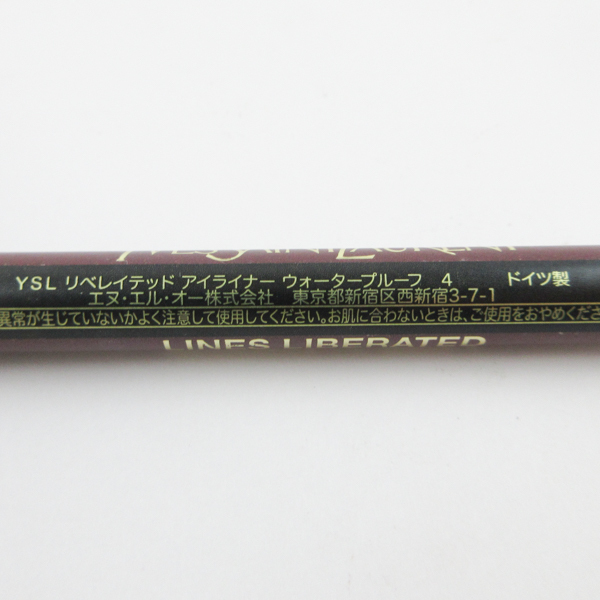 YVES SAINT LAURENT
YSL リベレイテッド アイライナー ウォータープルーフ 4 ドイツ製
エヌ・エル・オー株式会社 東京都新宿区西新宿3-7-1
異常が生じていないかよく注意して使用してください。お肌に合わないときは、ご使用をおやめくださ
LINES LIBERATED